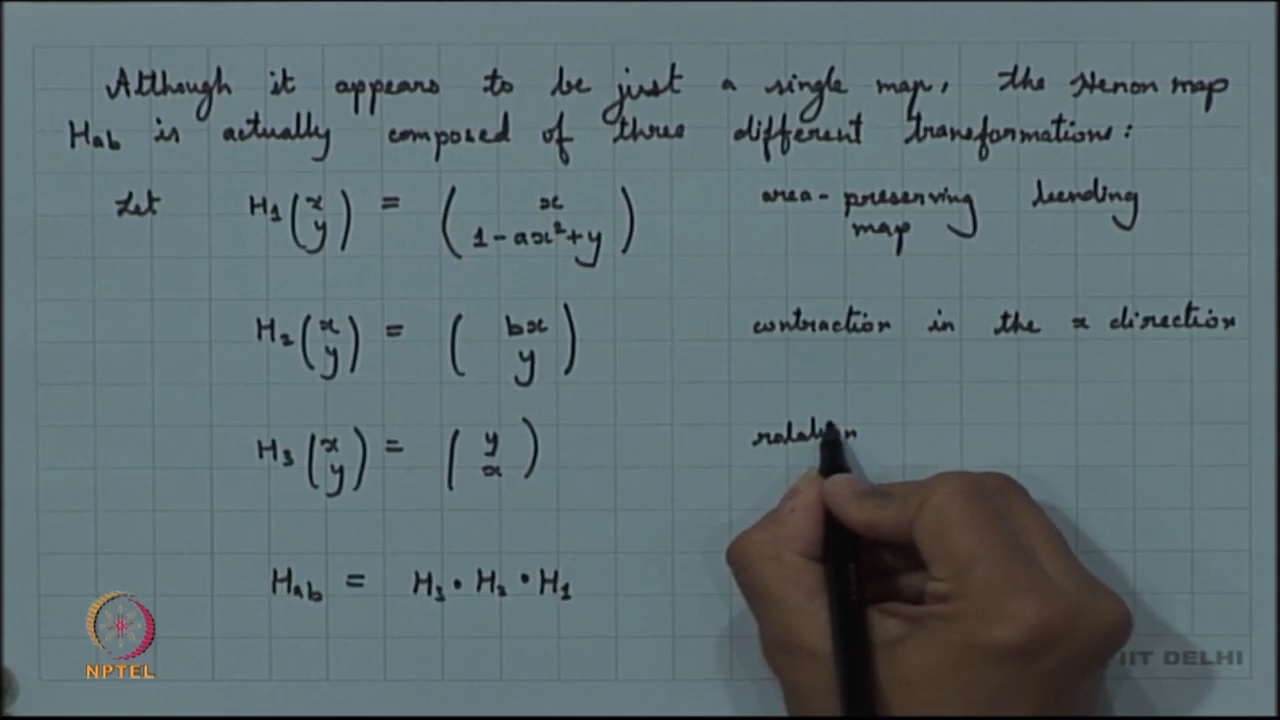 Although it appears to be just a single map, the Henon map
Hab is actually composed of three different transformations:
Let H1(x y) = (x 1-ax²+y) area-preserving bending map
H2(x y) = (bx y) contraction in the x direction
H3(x y) = (y x) rotation
Hab = H3 • H2 • H1
NPTEL
IIT DELHI